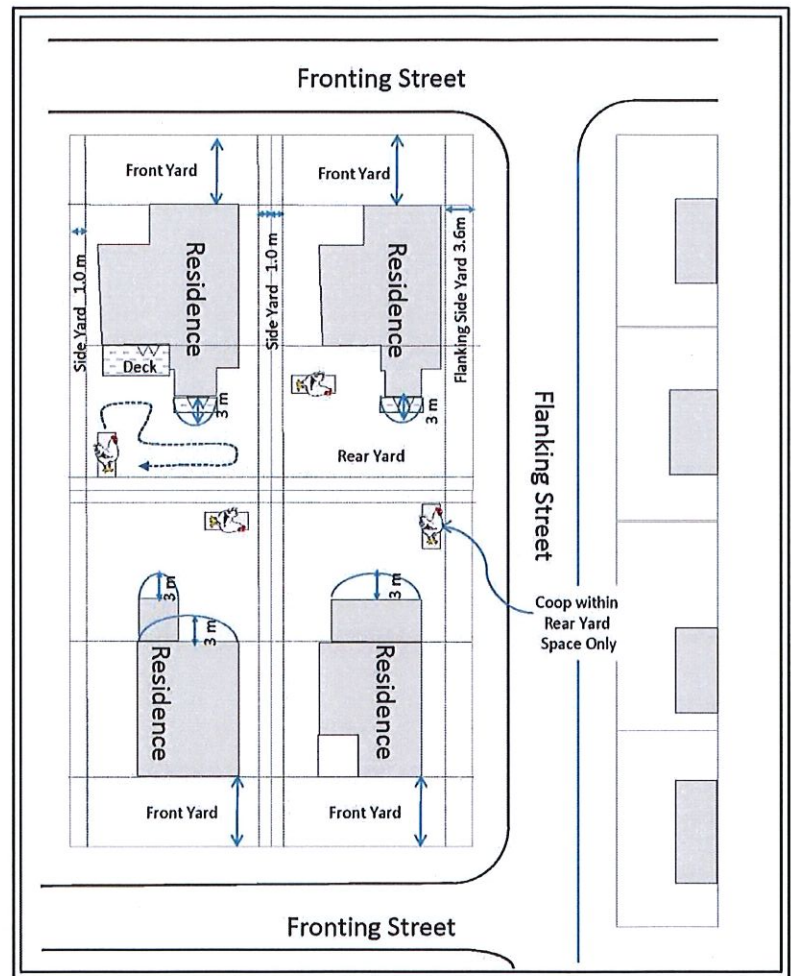 Fronting Street
Front Yard
Front Yard
Side Yard 1.0 m
Residence
Side Yard 1.0 m
Residence
Flanking Side Yard 3.6m
Deck
3 m
3 m
Rear Yard
Flanking Street
3 m
3 m
3 m
Coop within
Rear Yard
Space Only
Residence
Residence
Front Yard
Front Yard
Fronting Street